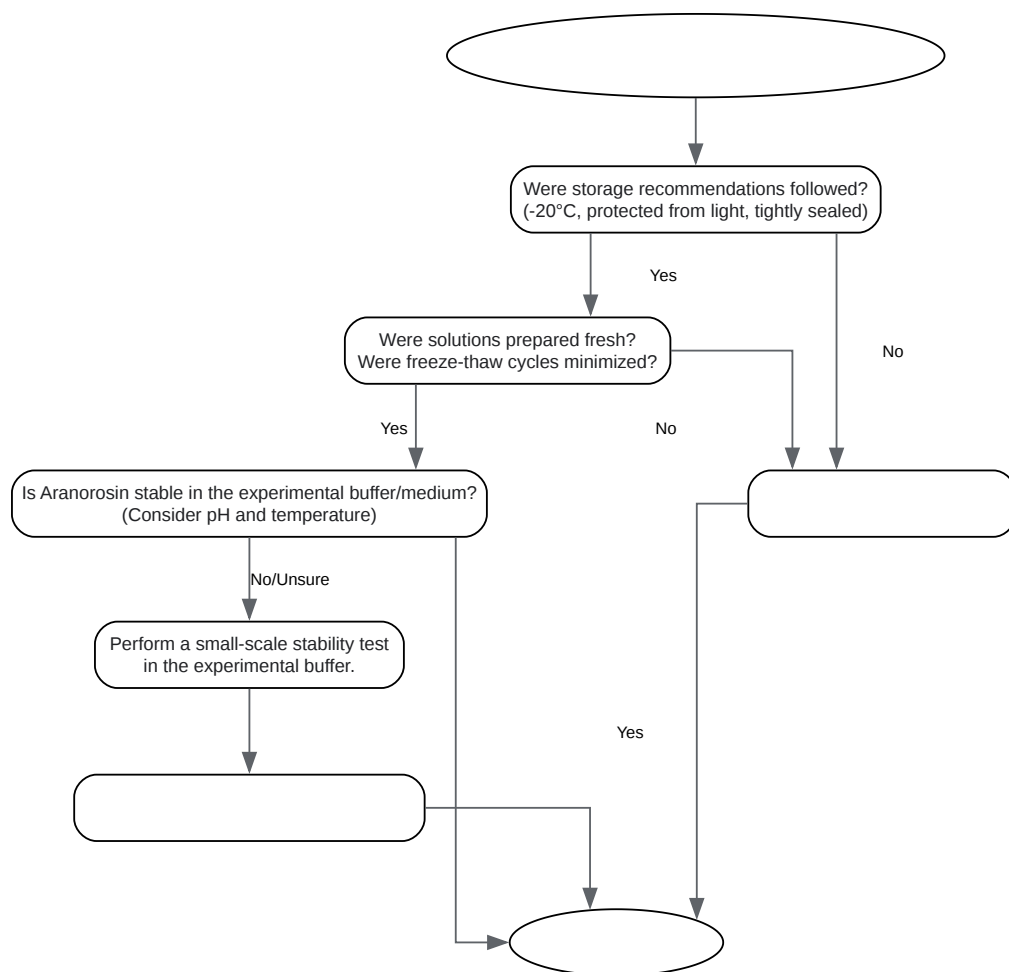 Were storage recommendations followed?
(-20°C, protected from light, tightly sealed)
Yes
Were solutions prepared fresh?
Were freeze-thaw cycles minimized?
No
Yes
No
Is Aranorosin stable in the experimental buffer/medium?
(Consider pH and temperature)
No/Unsure
Perform a small-scale stability test
in the experimental buffer.
Yes